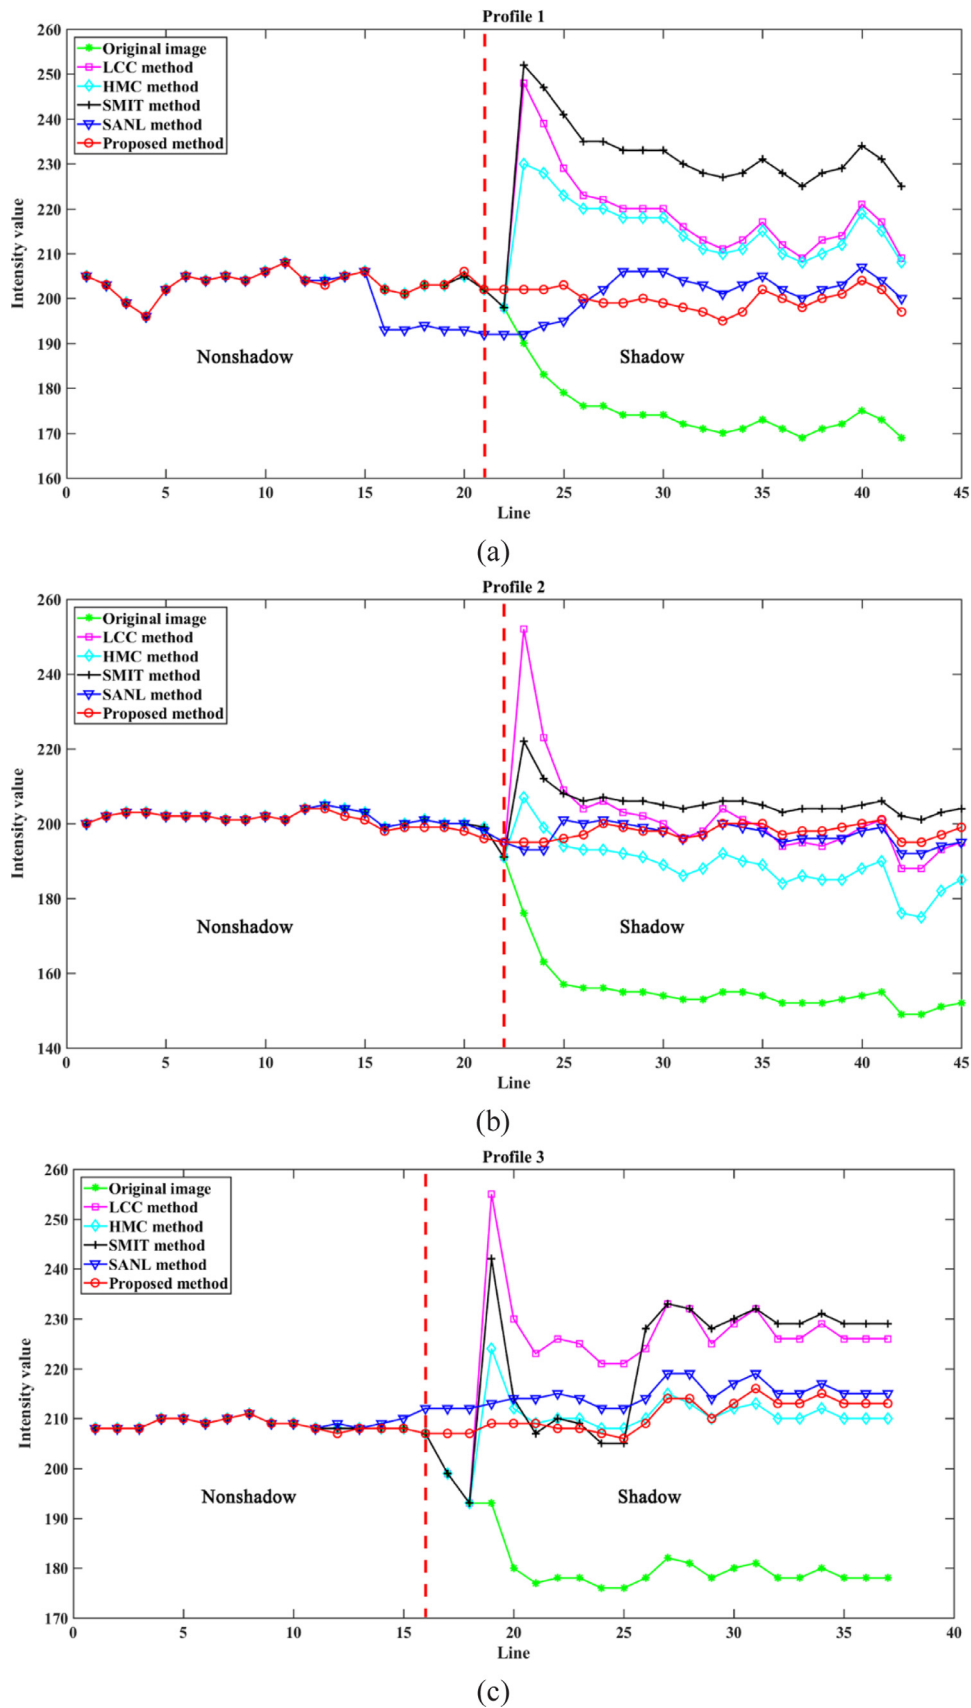 Profile 1
260
250
240
230
220
210
200
190
180
170
160
Intensity value
Original image
LCC method
HMC method
SMIT method
SANL method
Proposed method
Nonshadow
Shadow
0 5 10 15 20 25 30 35 40 45
Line
(a)
Profile 2
260
240
220
200
180
160
140
Intensity value
Original image
LCC method
HMC method
SMIT method
SANL method
Proposed method
Nonshadow
Shadow
0 5 10 15 20 25 30 35 40 45
Line
(b)
Profile 3
260
250
240
230
220
210
200
190
180
170
Intensity value
Original image
LCC method
HMC method
SMIT method
SANL method
Proposed method
Nonshadow
Shadow
0 5 10 15 20 25 30 35 40
Line
(c)